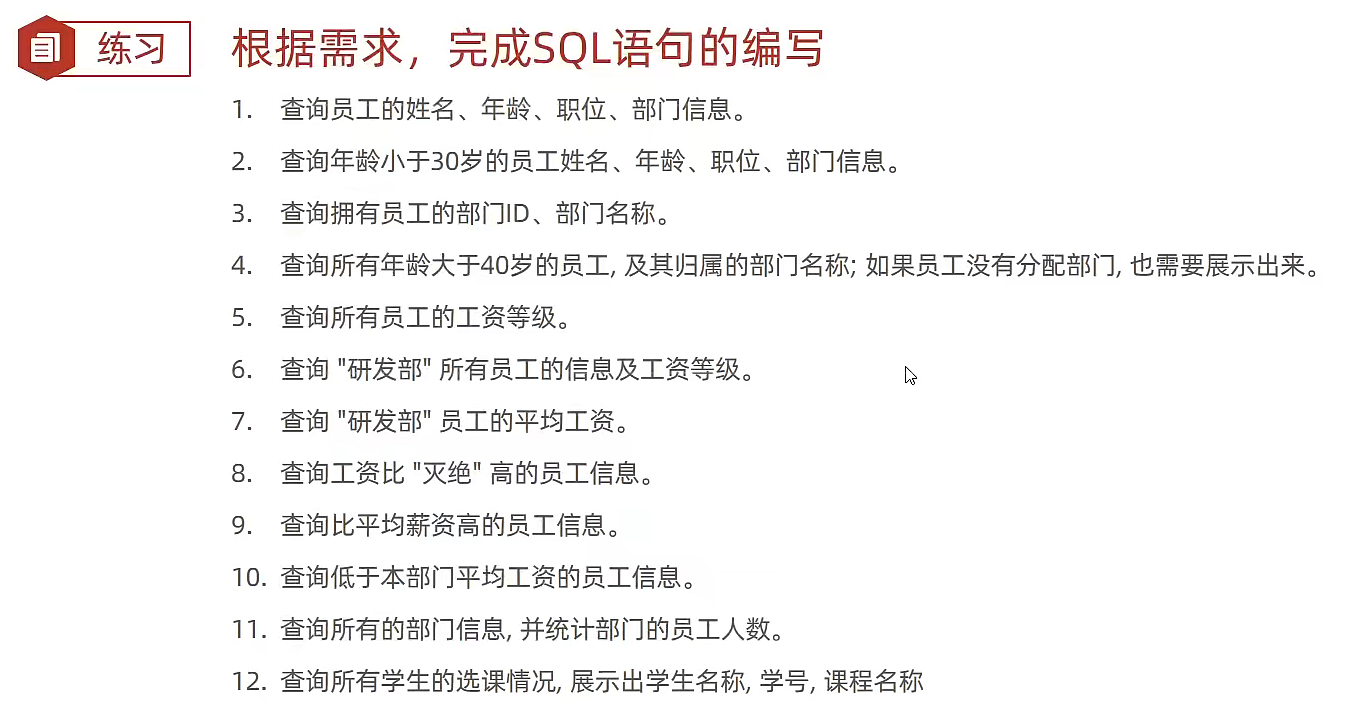 练习
根据需求，完成SQL语句的编写
1. 查询员工的姓名、年龄、职位、部门信息。
2. 查询年龄小于30岁的员工姓名、年龄、职位、部门信息。
3. 查询拥有员工的部门ID、部门名称。
4. 查询所有年龄大于40岁的员工, 及其归属的部门名称; 如果员工没有分配部门, 也需要展示出来。
5. 查询所有员工的工资等级。
6. 查询 "研发部" 所有员工的信息及工资等级。
7. 查询 "研发部" 员工的平均工资。
8. 查询工资比 "灭绝" 高的员工信息。
9. 查询比平均薪资高的员工信息。
10. 查询低于本部门平均工资的员工信息。
11. 查询所有的部门信息, 并统计部门的员工人数。
12. 查询所有学生的选课情况, 展示出学生名称, 学号, 课程名称